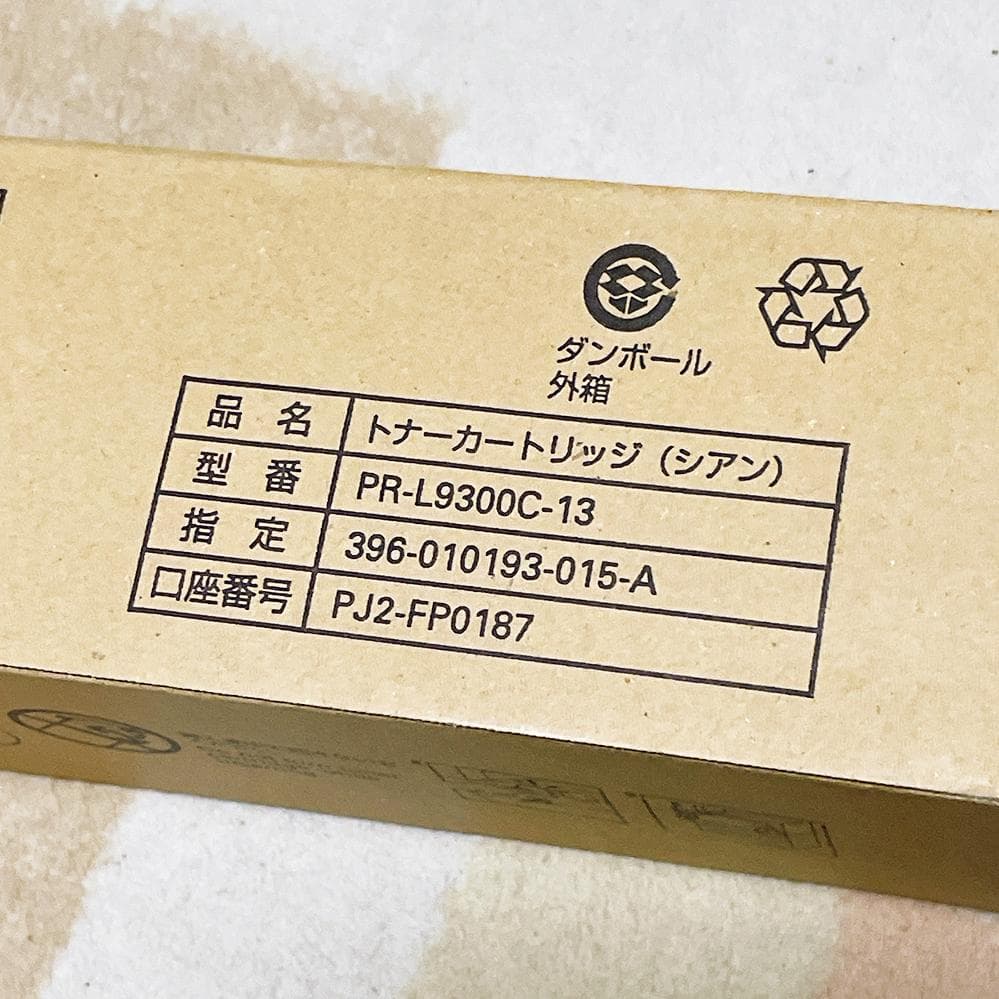 ダンボール
外箱
品 名 トナーカートリッジ（シアン）
型 番 PR-L9300C-13
指 定 396-010193-015-A
口座番号 PJ2-FP0187